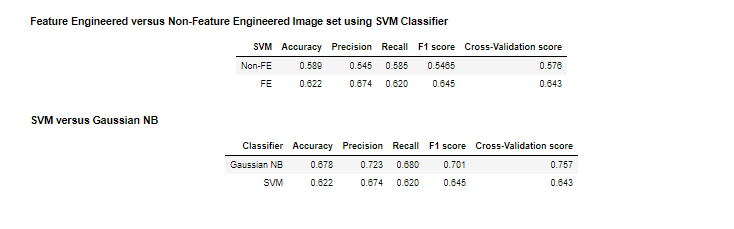 Feature Engineered versus Non-Feature Engineered Image set using SVM Classifier
SVM Accuracy Precision Recall F1 score Cross-Validation score
Non-FE 0.589 0.545 0.585 0.5465 0.576
FE 0.622 0.674 0.620 0.645 0.643
SVM versus Gaussian NB
Classifier Accuracy Precision Recall F1 score Cross-Validation score
Gaussian NB 0.678 0.723 0.680 0.701 0.757
SVM 0.622 0.674 0.620 0.645 0.643